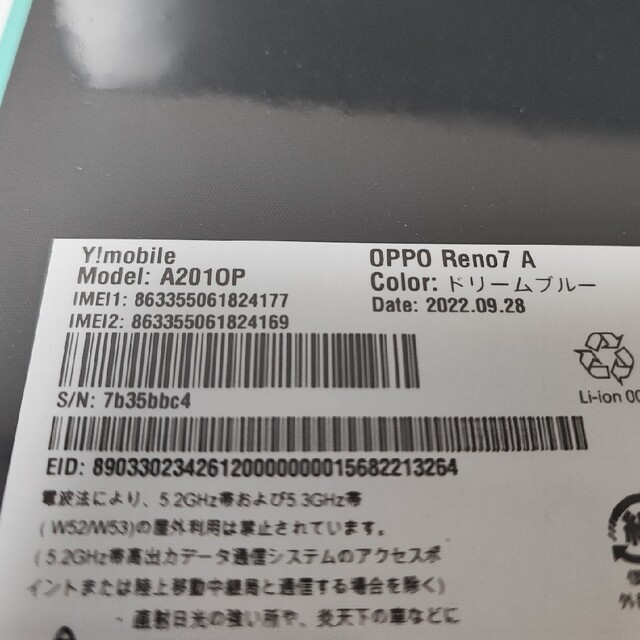 Y!mobile OPPO Reno7 A
Model: A201OP Color: ドリームブルー
IMEI1: 863355061824177 Date: 2022.09.28
IMEI2: 863355061824169
Li-ion 00
S/N: 7b35bbc4
EID: 89033023426120000000015682213264
電波法により、5.2GHz帯および5.3GHz帯
(W52/W53)の屋外利用は禁止されています。
(5.2GHz帯高出力データ通信システムのアクセスポ
イントまたは陸上移動中継局と通信する場合を除く)
・直射日光の強い所や、炎天下の車などに